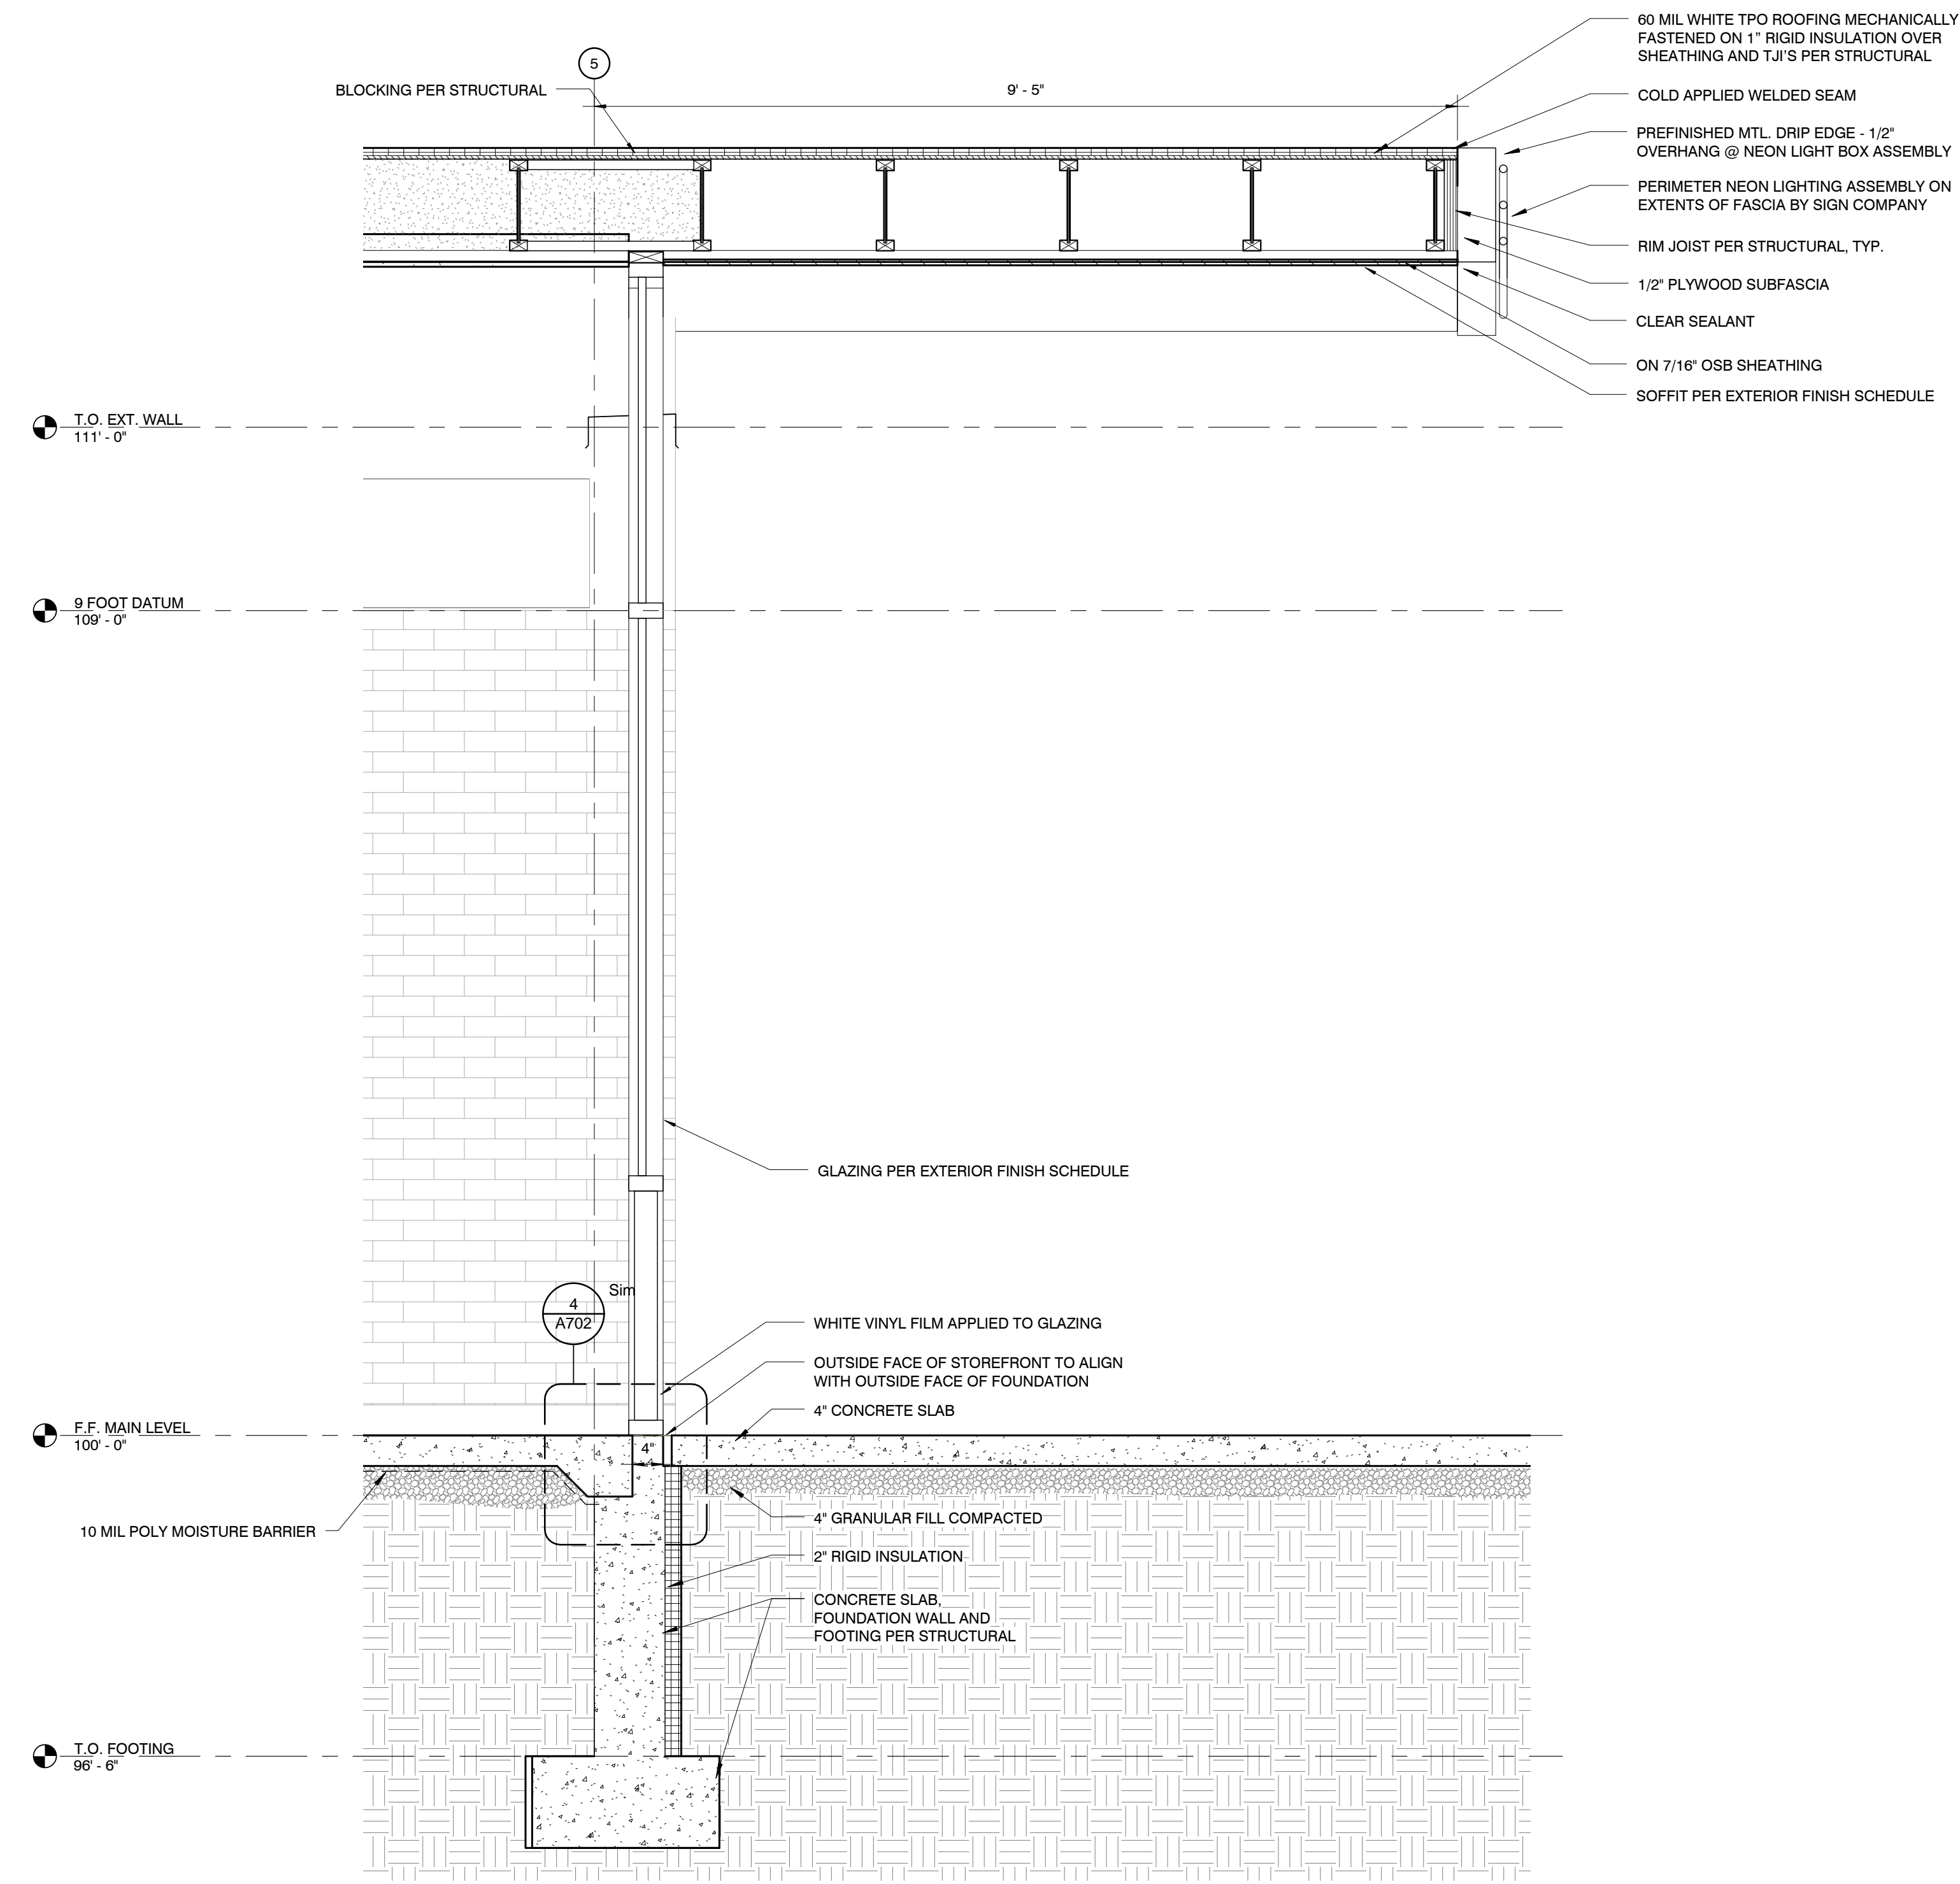 60 MIL WHITE TPO ROOFING MECHANICALLY
FASTENED ON 1” RIGID INSULATION OVER
SHEATHING AND TJI'S PER STRUCTURAL
5
BLOCKING PER STRUCTURAL
9' - 5"
COLD APPLIED WELDED SEAM
PREFINISHED MTL. DRIP EDGE - 1/2"
OVERHANG @ NEON LIGHT BOX ASSEMBLY
PERIMETER NEON LIGHTING ASSEMBLY ON
EXTENTS OF FASCIA BY SIGN COMPANY
RIM JOIST PER STRUCTURAL, TYP.
1/2" PLYWOOD SUBFASCIA
CLEAR SEALANT
ON 7/16" OSB SHEATHING
SOFFIT PER EXTERIOR FINISH SCHEDULE
T.O. EXT. WALL
111' - 0"
9 FOOT DATUM
109' - 0"
GLAZING PER EXTERIOR FINISH SCHEDULE
Sim
4
A702
WHITE VINYL FILM APPLIED TO GLAZING
OUTSIDE FACE OF STOREFRONT TO ALIGN
WITH OUTSIDE FACE OF FOUNDATION
4" CONCRETE SLAB
F.F. MAIN LEVEL
100' - 0"
4"
10 MIL POLY MOISTURE BARRIER
4" GRANULAR FILL COMPACTED
2" RIGID INSULATION
CONCRETE SLAB,
FOUNDATION WALL AND
FOOTING PER STRUCTURAL
T.O. FOOTING
96' - 6"